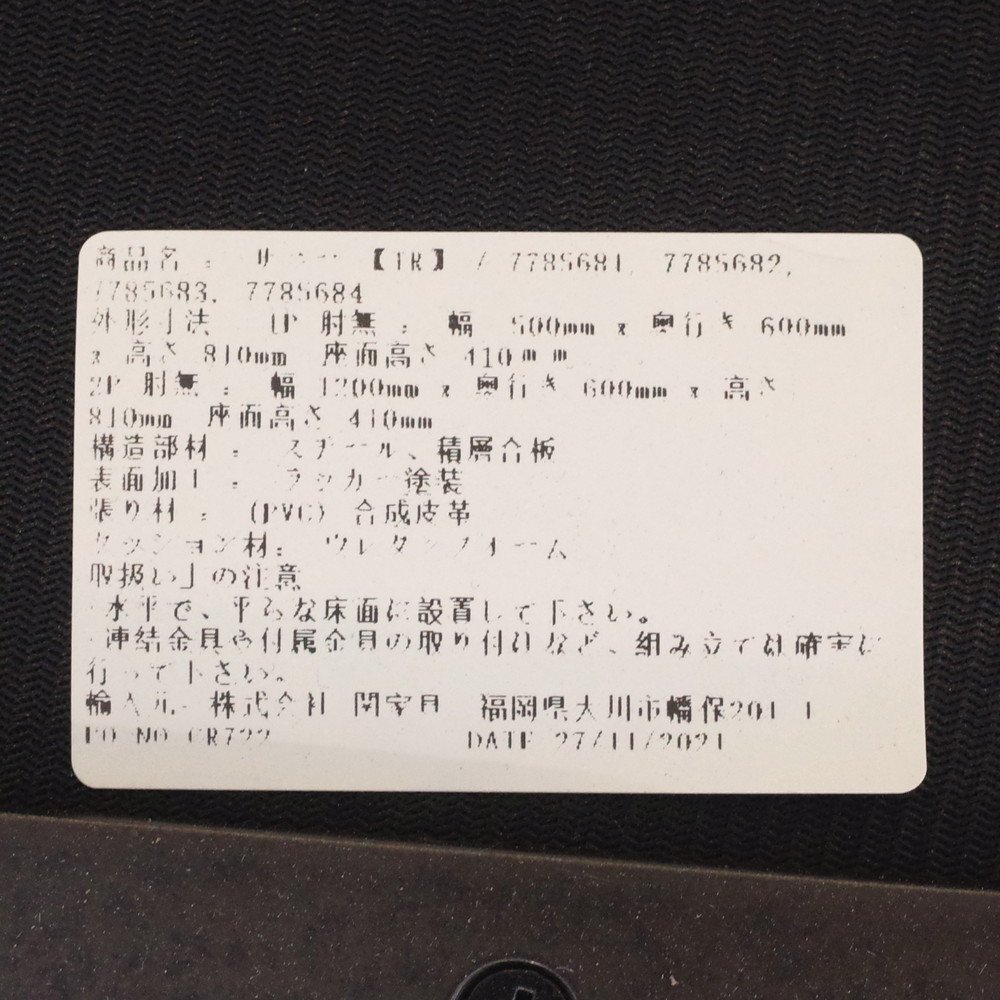 商品名： 【TR】 / 7785681, 7785682,
7785683, 7785684
外形寸法 1P 肘無： 幅 500mm x 奥行き 600mm
x 高さ 810mm 座面高さ 410mm
2P 肘無： 幅 1200mm x 奥行き 600mm x 高さ
810mm 座面高さ 410mm
構造部材： スチール、積層合板
表面加工： ラッカー塗装
張り材： (PVC) 合成皮革
クッション材： ウレタンフォーム
取扱い上の注意
水平で、平らな床面に設置して下さい。
連結金具や付属金具の取り付けなど、組み立ては確実に
行って下さい。
輸入元: 株式会社 関家具 福岡県大川市幡保201-1
PO NO CR722 DATE 27/11/2021